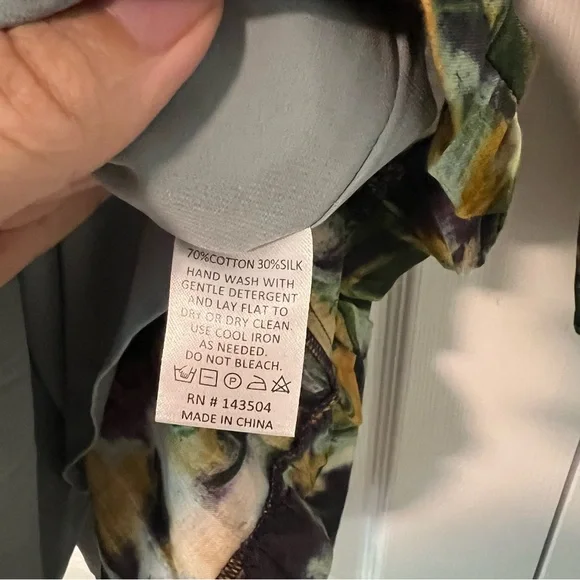 70%COTTON 30%SILK
HAND WASH WITH
GENTLE DETERGENT
AND LAY FLAT TO
DRY OR DRY CLEAN.
USE COOL IRON
AS NEEDED.
DO NOT BLEACH.
P
RN # 143504
MADE IN CHINA